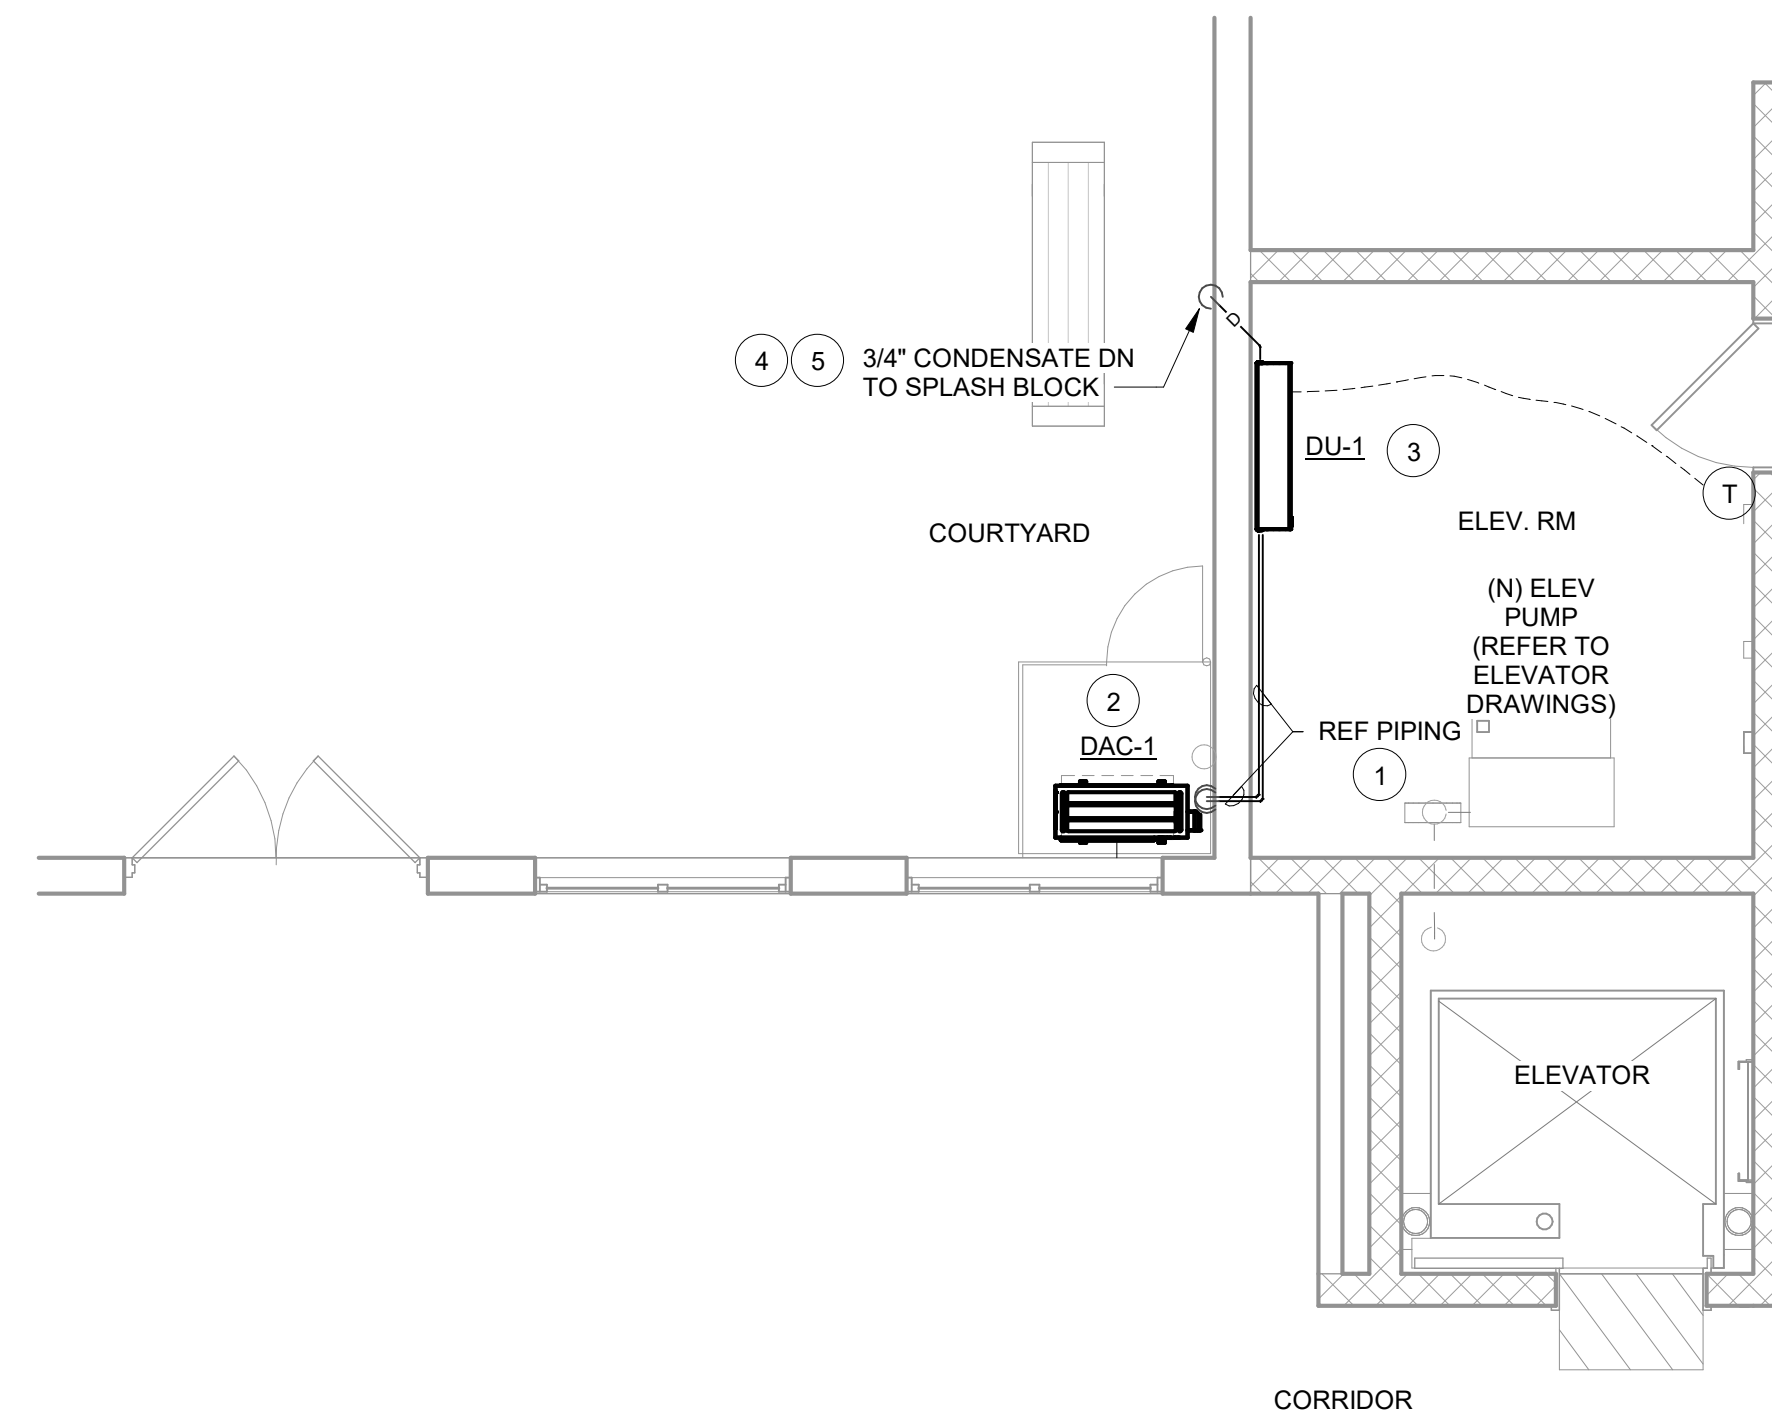 D
4 5 3/4" CONDENSATE DN
TO SPLASH BLOCK
DU-1 3
T
ELEV. RM
COURTYARD
(N) ELEV
PUMP
(REFER TO
ELEVATOR
DRAWINGS)
2
DAC-1
REF PIPING
1
ELEVATOR
CORRIDOR